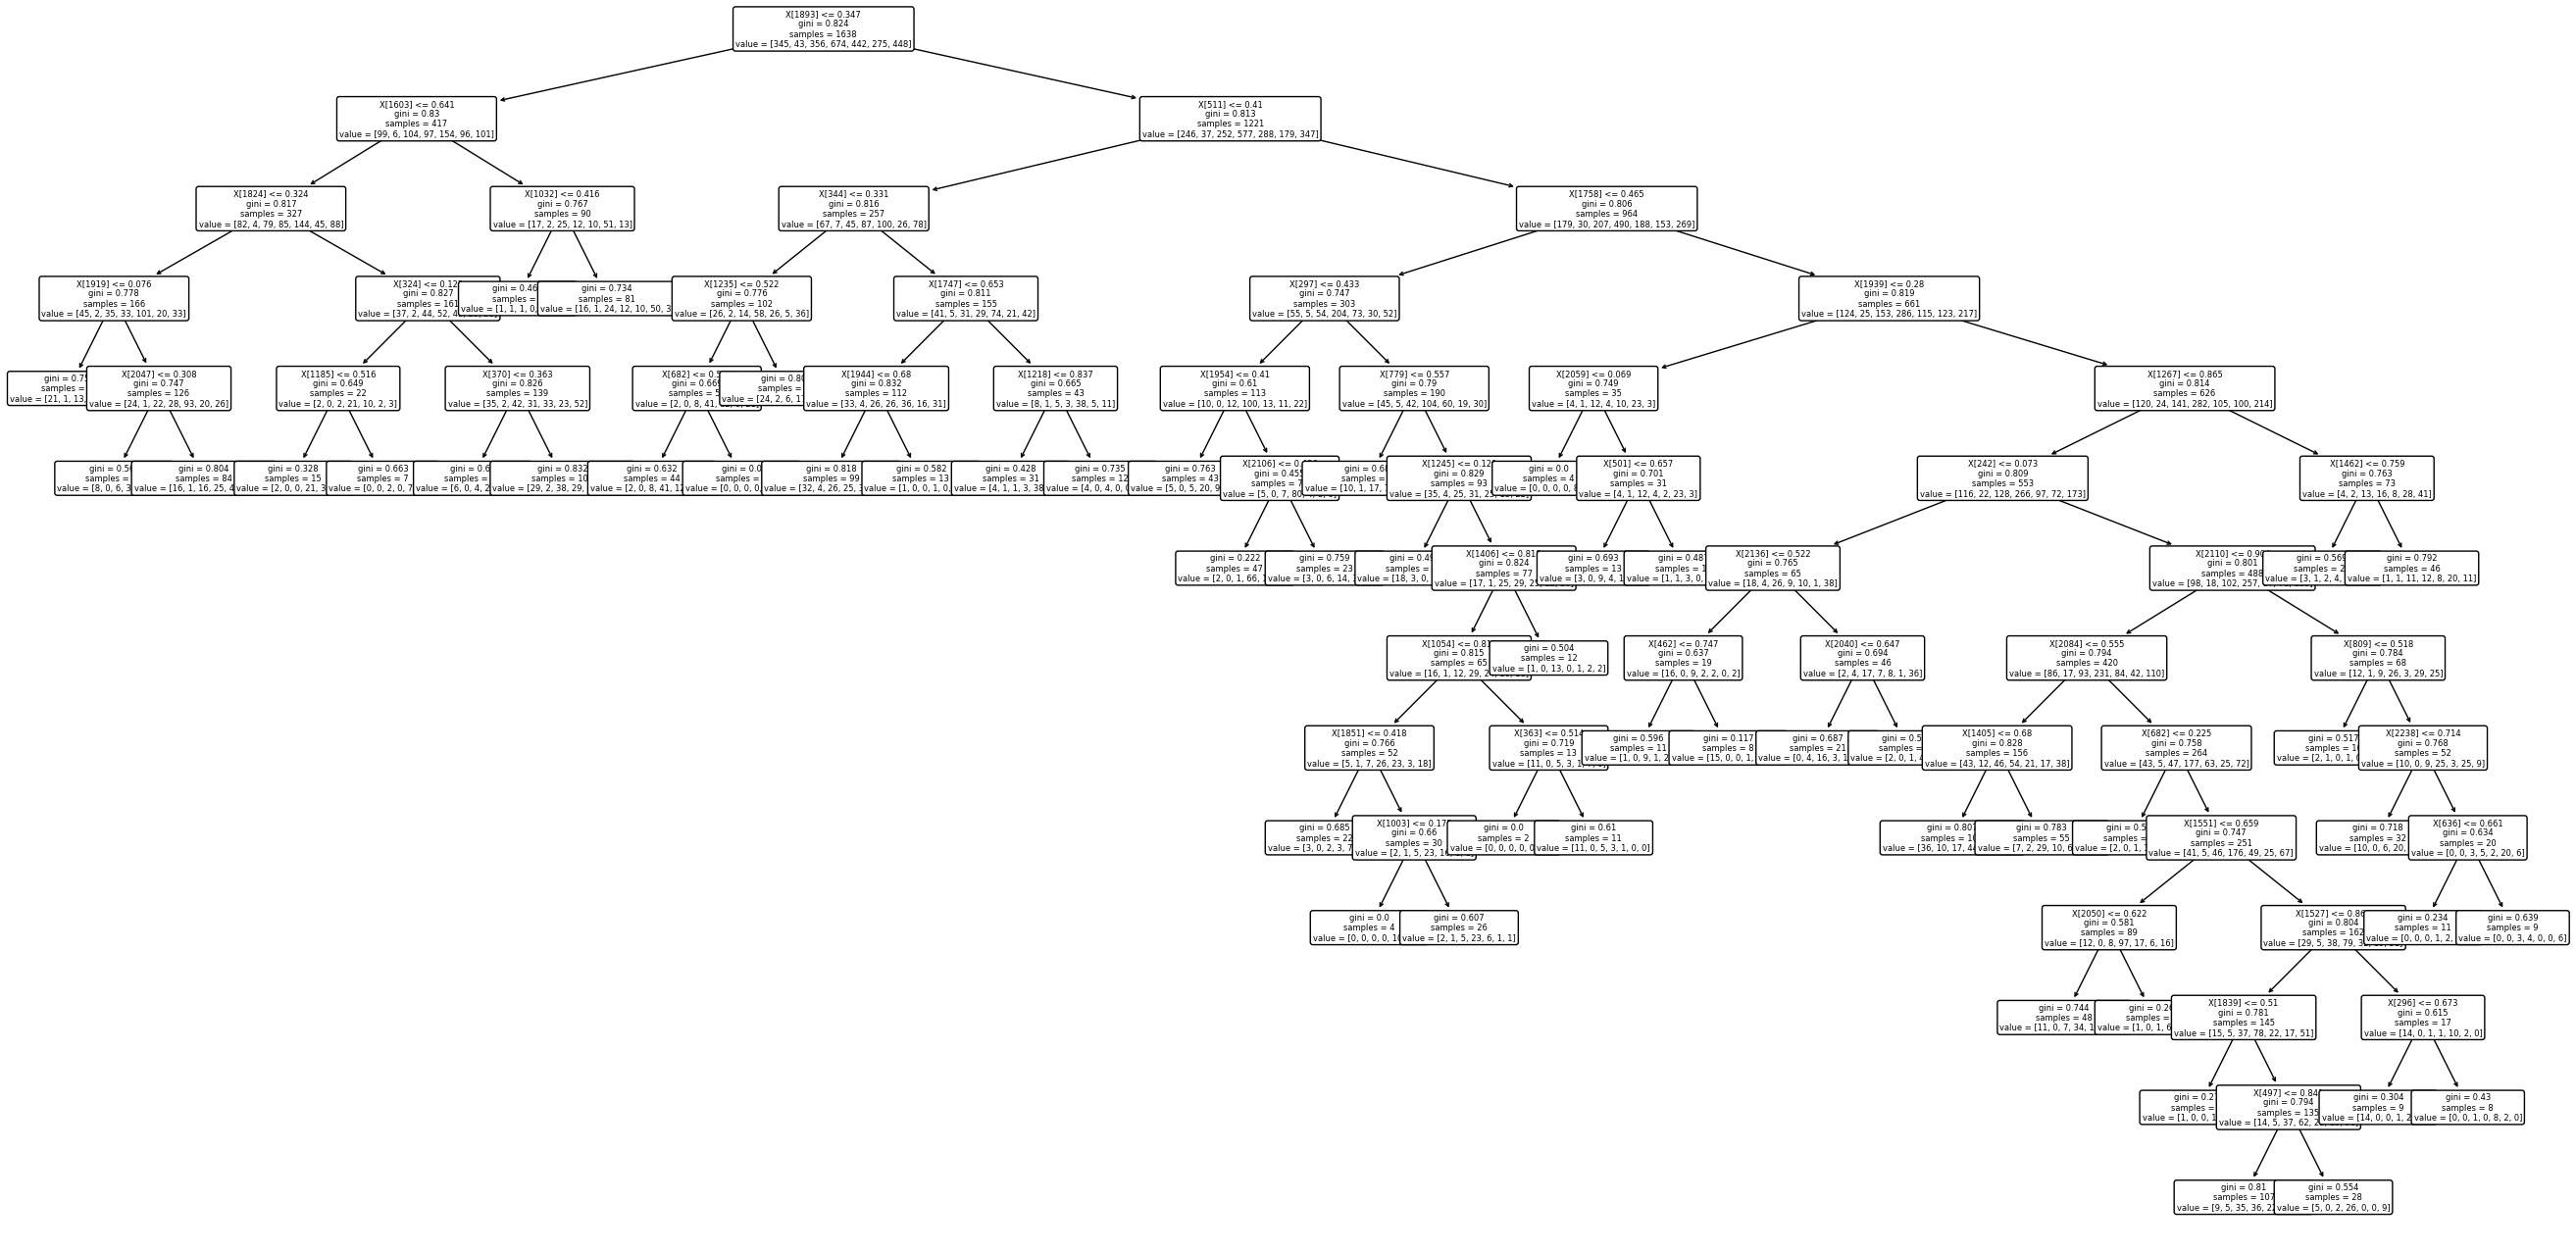 X[1893] <= 0.347
gini = 0.824
samples = 1638
value = [345, 43, 356, 674, 442, 275, 448]
X[1603] <= 0.641
gini = 0.83
samples = 417
value = [99, 6, 104, 97, 154, 96, 101]
X[511] <= 0.41
gini = 0.813
samples = 1221
value = [246, 37, 252, 577, 288, 179, 347]
X[1824] <= 0.324
gini = 0.817
samples = 327
value = [82, 4, 79, 85, 144, 45, 88]
X[1032] <= 0.416
gini = 0.767
samples = 90
value = [17, 2, 25, 12, 10, 51, 13]
X[344] <= 0.331
gini = 0.816
samples = 257
value = [67, 7, 45, 87, 100, 26, 78]
X[1758] <= 0.465
gini = 0.806
samples = 964
value = [179, 30, 207, 490, 188, 153, 269]
X[1919] <= 0.076
gini = 0.778
samples = 166
value = [45, 2, 35, 33, 101, 20, 33]
X[324] <= 0.12
gini = 0.827
samples = 161
value = [37, 2, 44, 52,
gini = 0.46
samples =
value = [1, 1, 1, 0,
gini = 0.734
samples = 81
value = [16, 1, 24, 12, 10, 50, 3
X[1235] <= 0.522
gini = 0.776
samples = 102
value = [26, 2, 14, 58, 26, 5, 36]
X[1747] <= 0.653
gini = 0.811
samples = 155
value = [41, 5, 31, 29, 74, 21, 42]
X[297] <= 0.433
gini = 0.747
samples = 303
value = [55, 5, 54, 204, 73, 30, 52]
X[1939] <= 0.28
gini = 0.819
samples = 661
value = [124, 25, 153, 286, 115, 123, 217]
gini = 0.75
samples =
value = [21, 1, 13,
X[2047] <= 0.308
gini = 0.747
samples = 126
value = [24, 1, 22, 28, 93, 20, 26]
X[1185] <= 0.516
gini = 0.649
samples = 22
value = [2, 0, 2, 21, 10, 2, 3]
X[370] <= 0.363
gini = 0.826
samples = 139
value = [35, 2, 42, 31, 33, 23, 52]
X[682] <= 0.5
gini = 0.669
samples = 5
value = [2, 0, 8, 41,
gini = 0.80
samples =
value = [24, 2, 6, 1
X[1944] <= 0.68
gini = 0.832
samples = 112
value = [33, 4, 26, 26, 36, 16, 31]
X[1218] <= 0.837
gini = 0.665
samples = 43
value = [8, 1, 5, 3, 38, 5, 11]
X[1954] <= 0.41
gini = 0.61
samples = 113
value = [10, 0, 12, 100, 13, 11, 22]
X[779] <= 0.557
gini = 0.79
samples = 190
value = [45, 5, 42, 104, 60, 19, 30]
X[2059] <= 0.069
gini = 0.749
samples = 35
value = [4, 1, 12, 4, 10, 23, 3]
X[1267] <= 0.865
gini = 0.814
samples = 626
value = [120, 24, 141, 282, 105, 100, 214]
gini = 0.56
samples =
value = [8, 0, 6, 3
gini = 0.804
samples = 84
value = [16, 1, 16, 25, 4
gini = 0.328
samples = 15
value = [2, 0, 0, 21, 3
gini = 0.663
samples = 7
value = [0, 0, 2, 0, 7
gini = 0.6
samples =
value = [6, 0, 4, 2
gini = 0.832
samples = 10
value = [29, 2, 38, 29,
gini = 0.632
samples = 44
value = [2, 0, 8, 41, 12
gini = 0.0
samples =
value = [0, 0, 0, 0,
gini = 0.818
samples = 99
value = [32, 4, 26, 25, 3
gini = 0.582
samples = 13
value = [1, 0, 0, 1, 0,
gini = 0.428
samples = 31
value = [4, 1, 1, 3, 38
gini = 0.735
samples = 12
value = [4, 0, 4, 0, 0
gini = 0.763
samples = 43
value = [5, 0, 5, 20, 9
X[2106] <=
gini = 0.455
samples = 7
value = [5, 0, 7, 80,
gini = 0.68
samples =
value = [10, 1, 17,
X[1245] <= 0.12
gini = 0.829
samples = 93
value = [35, 4, 25, 31, 2
gini = 0.0
samples = 4
value = [0, 0, 0, 0, 8
X[501] <= 0.657
gini = 0.701
samples = 31
value = [4, 1, 12, 4, 2, 23, 3]
X[242] <= 0.073
gini = 0.809
samples = 553
value = [116, 22, 128, 266, 97, 72, 173]
X[1462] <= 0.759
gini = 0.763
samples = 73
value = [4, 2, 13, 16, 8, 28, 41]
gini = 0.222
samples = 47
value = [2, 0, 1, 66,
gini = 0.759
samples = 23
value = [3, 0, 6, 14,
gini = 0.49
samples =
value = [18, 3, 0,
X[1406] <= 0.81
gini = 0.824
samples = 77
value = [17, 1, 25, 29, 25,
gini = 0.693
samples = 13
value = [3, 0, 9, 4, 1
gini = 0.48
samples = 1
value = [1, 1, 3, 0,
X[2136] <= 0.522
gini = 0.765
samples = 65
value = [18, 4, 26, 9, 10, 1, 38]
X[2110] <= 0.90
gini = 0.801
samples = 488
value = [98, 18, 102, 257,
gini = 0.569
samples = 2
value = [3, 1, 2, 4,
gini = 0.792
samples = 46
value = [1, 1, 11, 12, 8, 20, 11]
X[1054] <= 0.81
gini = 0.815
samples = 65
value = [16, 1, 12, 29, 2
gini = 0.504
samples = 12
value = [1, 0, 13, 0, 1, 2, 2]
X[462] <= 0.747
gini = 0.637
samples = 19
value = [16, 0, 9, 2, 2, 0, 2]
X[2040] <= 0.647
gini = 0.694
samples = 46
value = [2, 4, 17, 7, 8, 1, 36]
X[2084] <= 0.555
gini = 0.794
samples = 420
value = [86, 17, 93, 231, 84, 42, 110]
X[809] <= 0.518
gini = 0.784
samples = 68
value = [12, 1, 9, 26, 3, 29, 25]
X[1851] <= 0.418
gini = 0.766
samples = 52
value = [5, 1, 7, 26, 23, 3, 18]
X[363] <= 0.514
gini = 0.719
samples = 13
value = [11, 0, 5, 3, 1
gini = 0.596
samples = 11
value = [1, 0, 9, 1, 2
gini = 0.117
samples = 8
value = [15, 0, 0, 1,
gini = 0.687
samples = 21
value = [0, 4, 16, 3, 1
gini = 0.5
samples =
value = [2, 0, 1, 4
X[1405] <= 0.68
gini = 0.828
samples = 156
value = [43, 12, 46, 54, 21, 17, 38]
X[682] <= 0.225
gini = 0.758
samples = 264
value = [43, 5, 47, 177, 63, 25, 72]
gini = 0.517
samples = 1
value = [2, 1, 0, 1,
X[2238] <= 0.714
gini = 0.768
samples = 52
value = [10, 0, 9, 25, 3, 25, 9]
gini = 0.685
samples = 22
value = [3, 0, 2, 3, 7
X[1003] <= 0.17
gini = 0.66
samples = 30
value = [2, 1, 5, 23, 16,
gini = 0.0
samples = 2
value = [0, 0, 0, 0, 0
gini = 0.61
samples = 11
value = [11, 0, 5, 3, 1, 0, 0]
gini = 0.807
samples = 10
value = [36, 10, 17, 44
gini = 0.783
samples = 55
value = [7, 2, 29, 10, 6
gini = 0.5
samples =
value = [2, 0, 1, 1
X[1551] <= 0.659
gini = 0.747
samples = 251
value = [41, 5, 46, 176, 49, 25, 67]
gini = 0.718
samples = 32
value = [10, 0, 6, 20,
X[636] <= 0.661
gini = 0.634
samples = 20
value = [0, 0, 3, 5, 2, 20, 6]
gini = 0.0
samples = 4
value = [0, 0, 0, 0, 10
gini = 0.607
samples = 26
value = [2, 1, 5, 23, 6, 1, 1]
X[2050] <= 0.622
gini = 0.581
samples = 89
value = [12, 0, 8, 97, 17, 6, 16]
X[1527] <= 0.86
gini = 0.804
samples = 162
value = [29, 5, 38, 79, 3
gini = 0.234
samples = 11
value = [0, 0, 0, 1, 2,
gini = 0.639
samples = 9
value = [0, 0, 3, 4, 0, 0, 6]
gini = 0.744
samples = 48
value = [11, 0, 7, 34, 1
gini = 0.26
samples =
value = [1, 0, 1, 6
X[1839] <= 0.51
gini = 0.781
samples = 145
value = [15, 5, 37, 78, 22, 17, 51]
X[296] <= 0.673
gini = 0.615
samples = 17
value = [14, 0, 1, 1, 10, 2, 0]
gini = 0.2
samples =
value = [1, 0, 0, 1
X[497] <= 0.84
gini = 0.794
samples = 135
value = [14, 5, 37, 62, 2
gini = 0.304
samples = 9
value = [14, 0, 0, 1, 2
gini = 0.43
samples = 8
value = [0, 0, 1, 0, 8, 2, 0]
gini = 0.81
samples = 107
value = [9, 5, 35, 36, 22
gini = 0.554
samples = 28
value = [5, 0, 2, 26, 0, 0, 9]